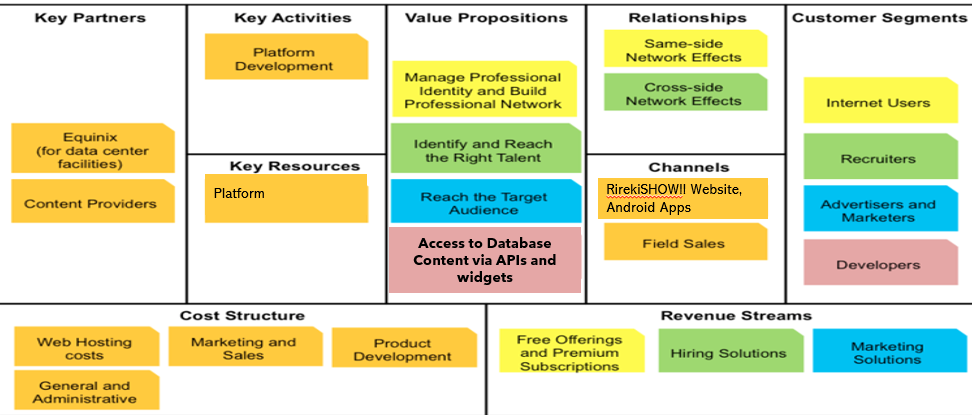 Key Partners
Equinix
(for data center
facilities)
Content Providers
Key Activities
Platform
Development
Key Resources
Platform
Value Propositions
Manage Professional
Identity and Build
Professional Network
Identify and Reach
the Right Talent
Reach the Target
Audience
Access to Database
Content via APIs and
widgets
Relationships
Same-side
Network Effects
Cross-side
Network Effects
Channels
RirekiSHOW!! Website,
Android Apps
Field Sales
Customer Segments
Internet Users
Recruiters
Advertisers and
Marketers
Developers
Cost Structure
Web Hosting
costs
Marketing and
Sales
Product
Development
General and
Administrative
Revenue Streams
Free Offerings
and Premium
Subscriptions
Hiring Solutions
Marketing
Solutions